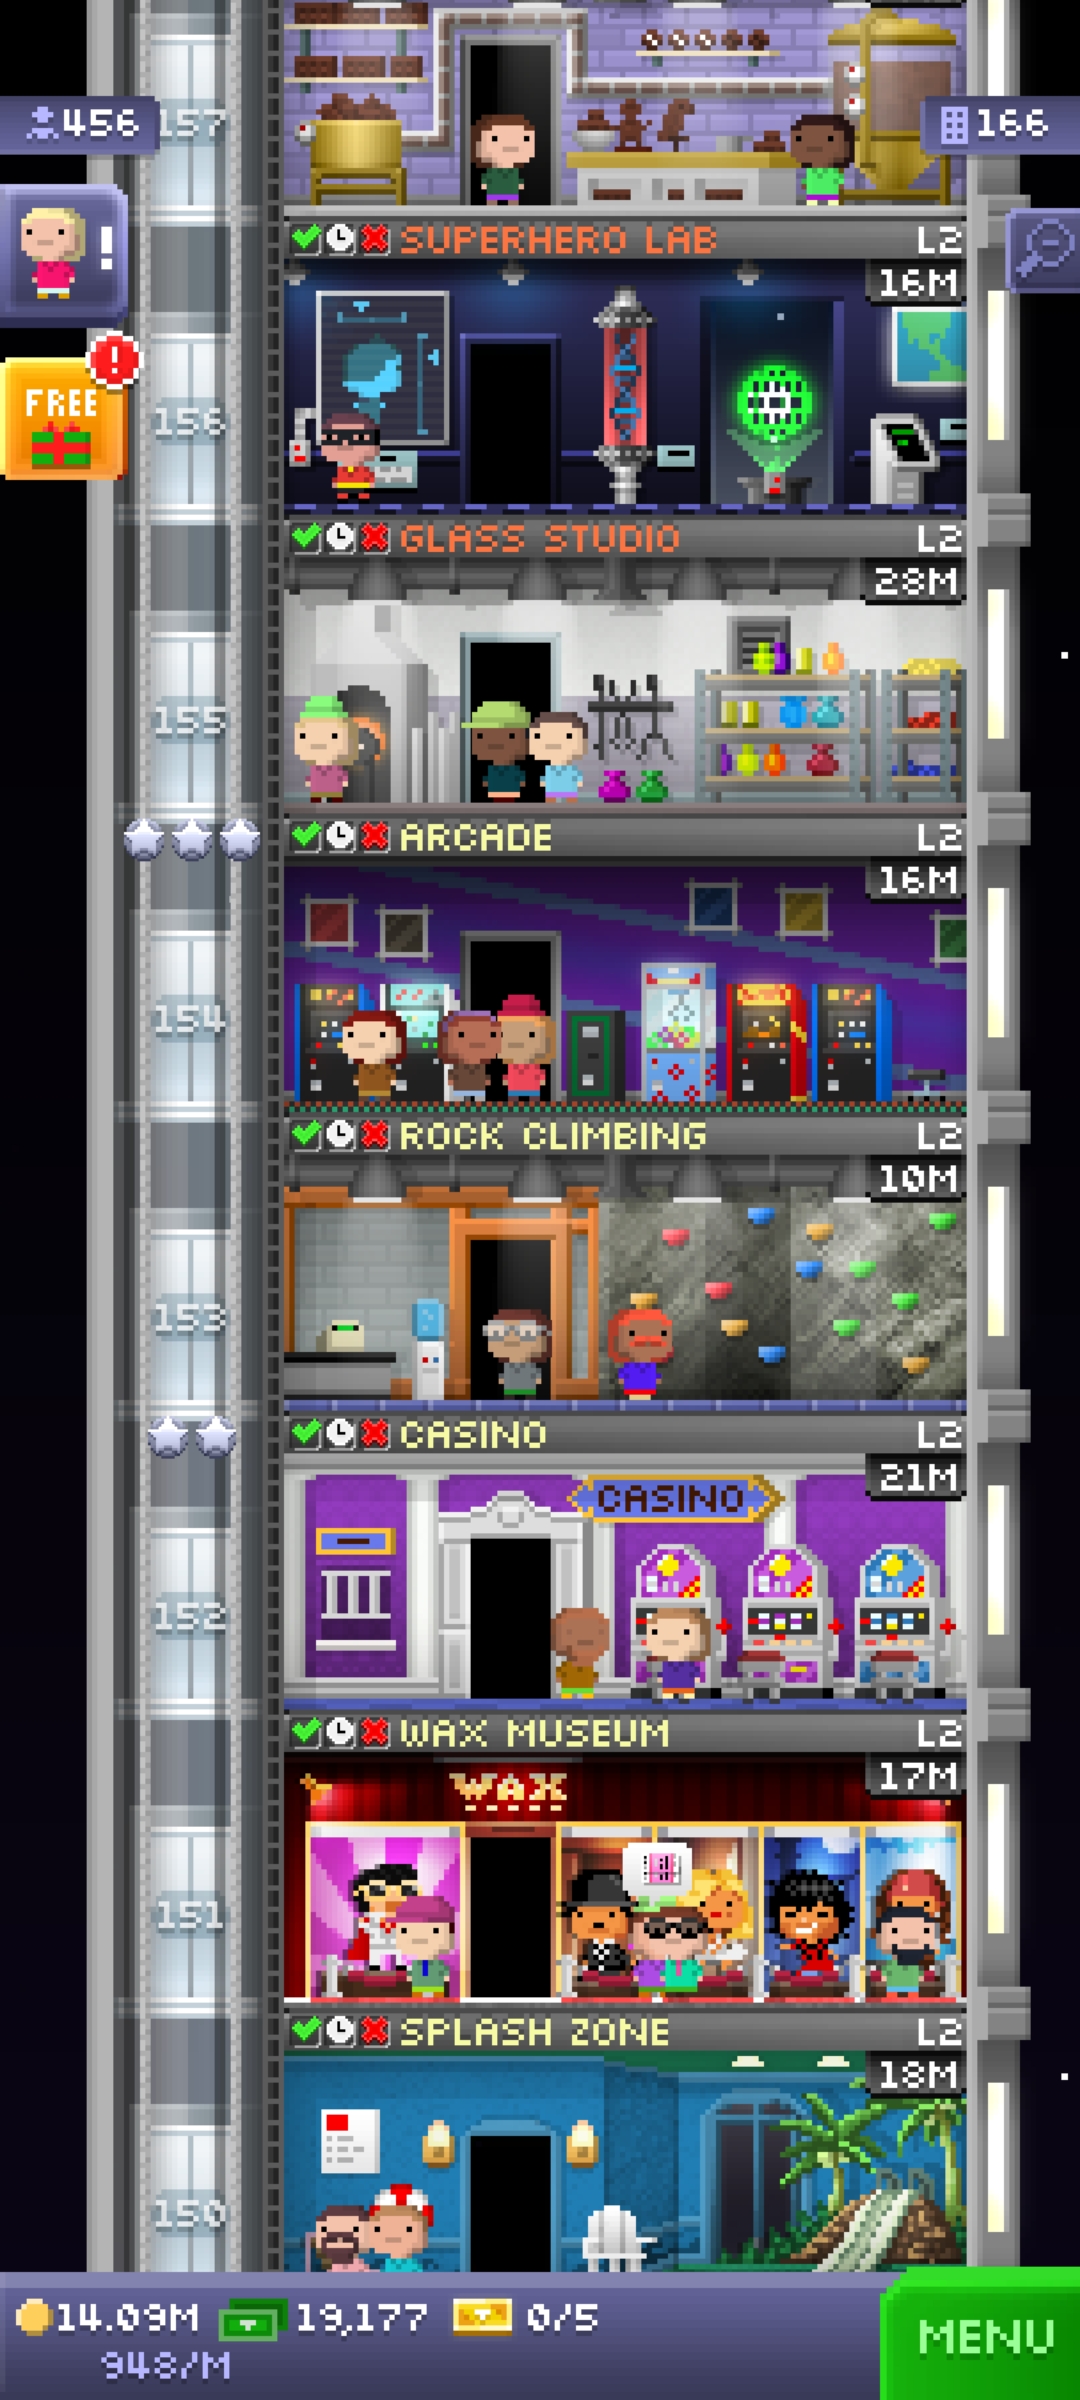 456
157
166
!
SUPERHERO LAB
L2
16M
!
FREE
156
GLASS STUDIO
L2
28M
155
ARCADE
L2
16M
154
ROCK CLIMBING
L2
10M
153
CASINO
L2
21M
CASINO
152
WAX MUSEUM
L2
17M
WAX
151
SPLASH ZONE
L2
18M
150
14.09M
19,177
0/5
948/M
MENU